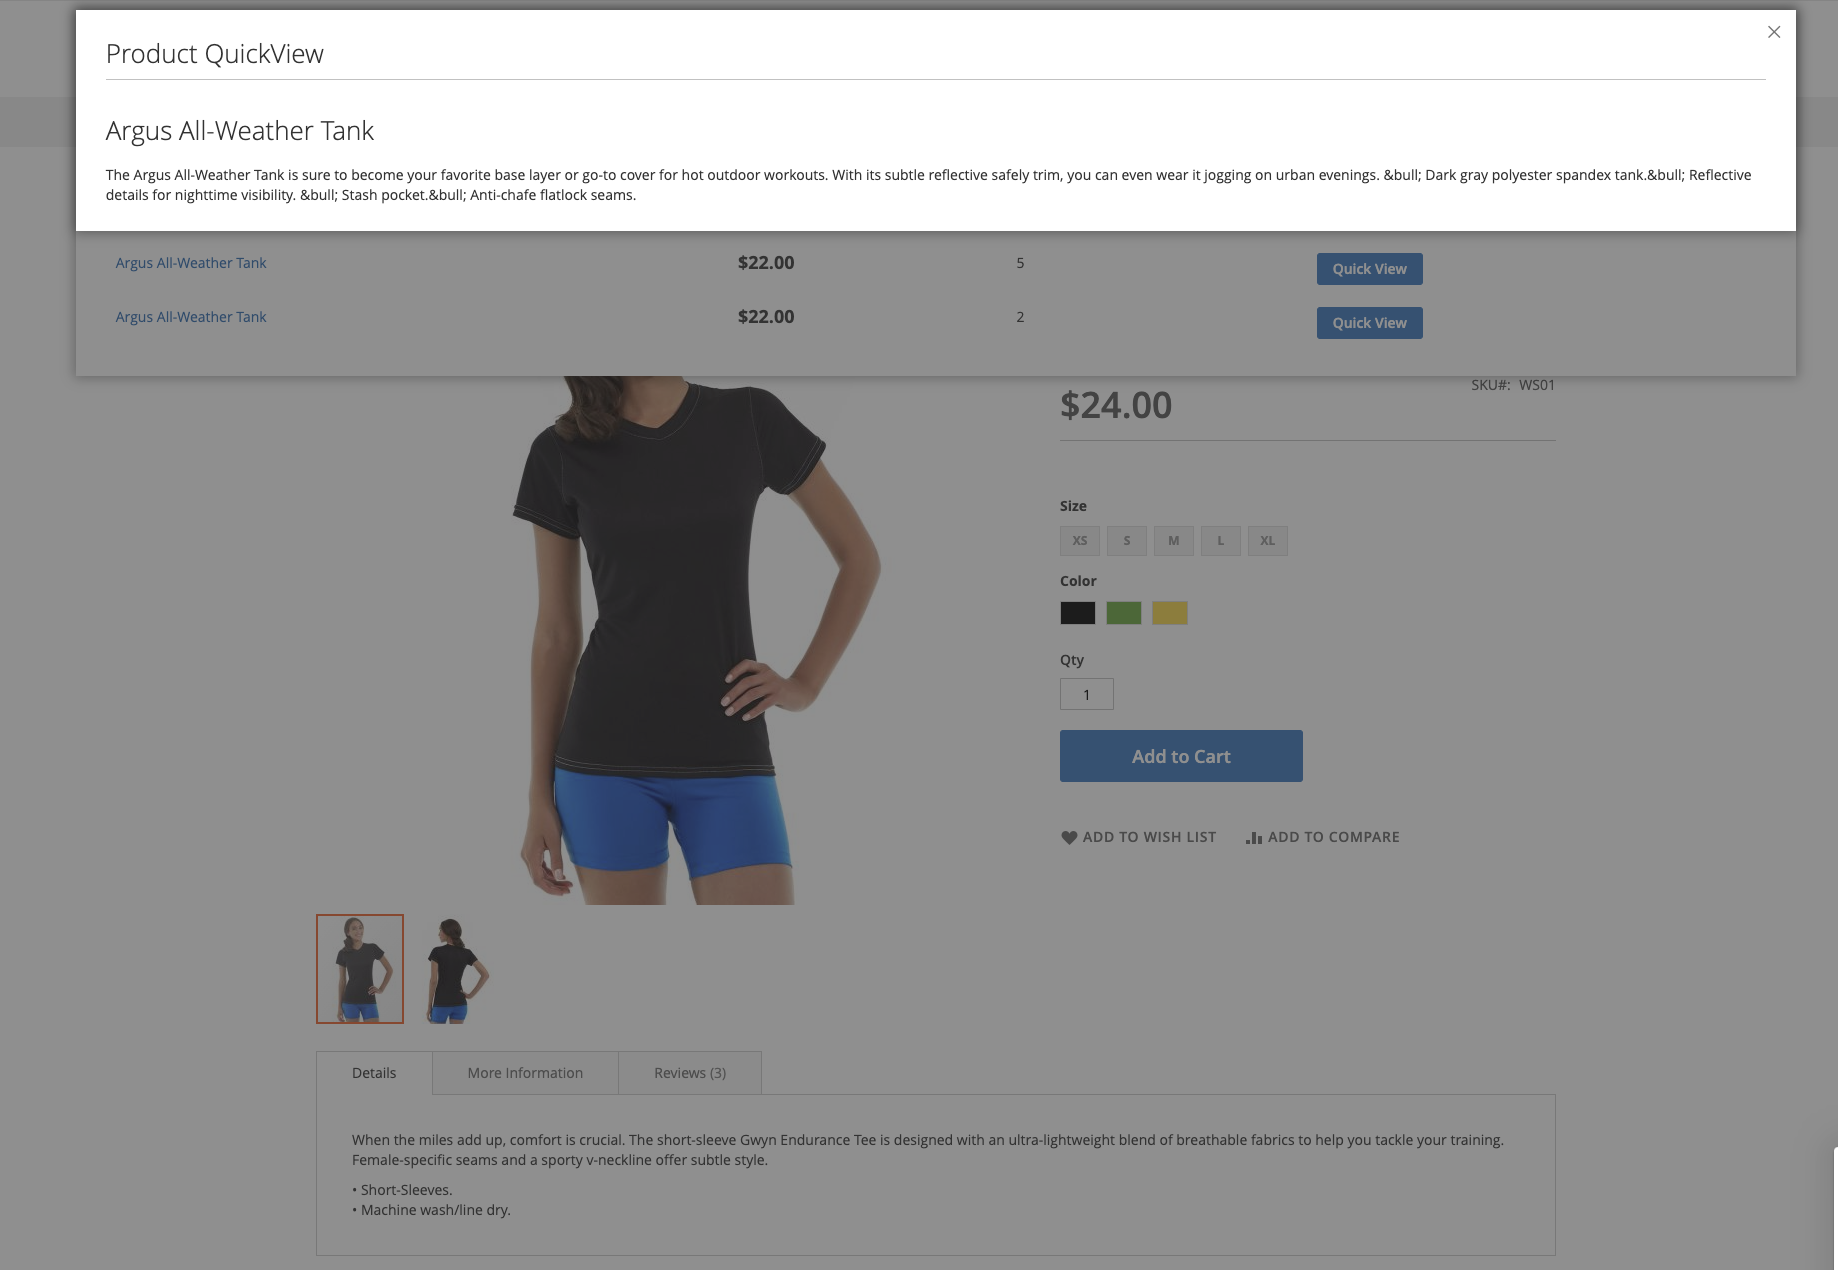 Product QuickView
Argus All-Weather Tank
The Argus All-Weather Tank is sure to become your favorite base layer or go-to cover for hot outdoor workouts. With its subtle reflective safely trim, you can even wear it jogging on urban evenings. &bull; Dark gray polyester spandex tank.&bull; Reflective
details for nighttime visibility. &bull; Stash pocket.&bull; Anti-chafe flatlock seams.
Argus All-Weather Tank $22.00 5 Quick View
Argus All-Weather Tank $22.00 2 Quick View
SKU#: WS01
$24.00
Size
XS S M L XL
Color
Qty
1
Add to Cart
ADD TO WISH LIST ADD TO COMPARE
Details More Information Reviews (3)
When the miles add up, comfort is crucial. The short-sleeve Gwyn Endurance Tee is designed with an ultra-lightweight blend of breathable fabrics to help you tackle your training.
Female-specific seams and a sporty v-neckline offer subtle style.
• Short-Sleeves.
• Machine wash/line dry.